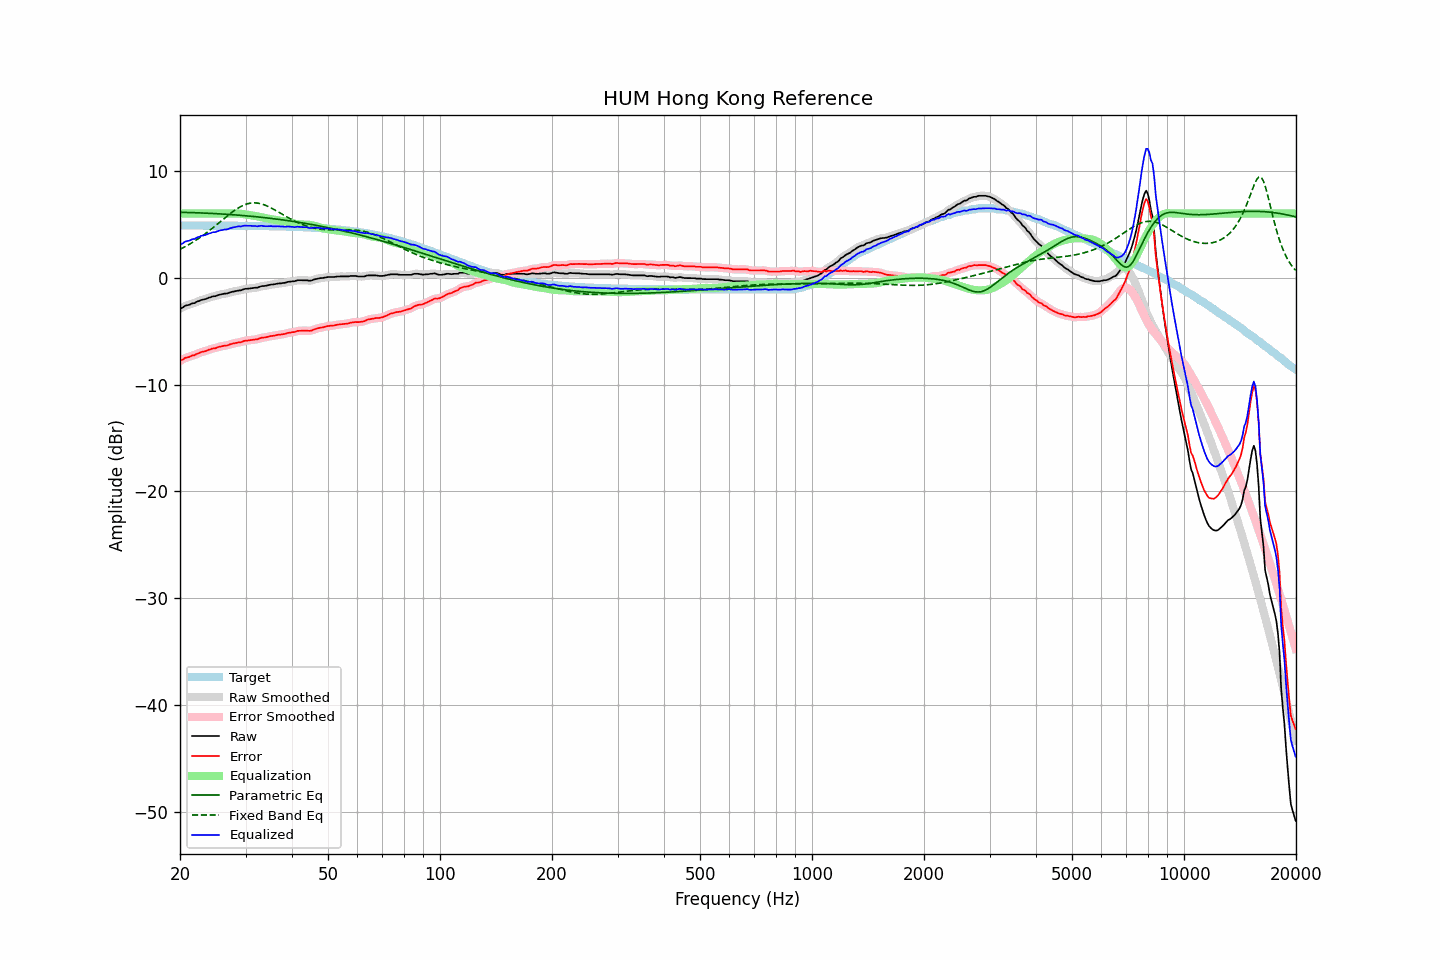 HUM Hong Kong Reference
10
0
−10
−20
−30
−40
−50
Amplitude (dBr)
Target
Raw Smoothed
Error Smoothed
Raw
Error
Equalization
Parametric Eq
Fixed Band Eq
Equalized
20 50 100 200 500 1000 2000 5000 10000 20000
Frequency (Hz)